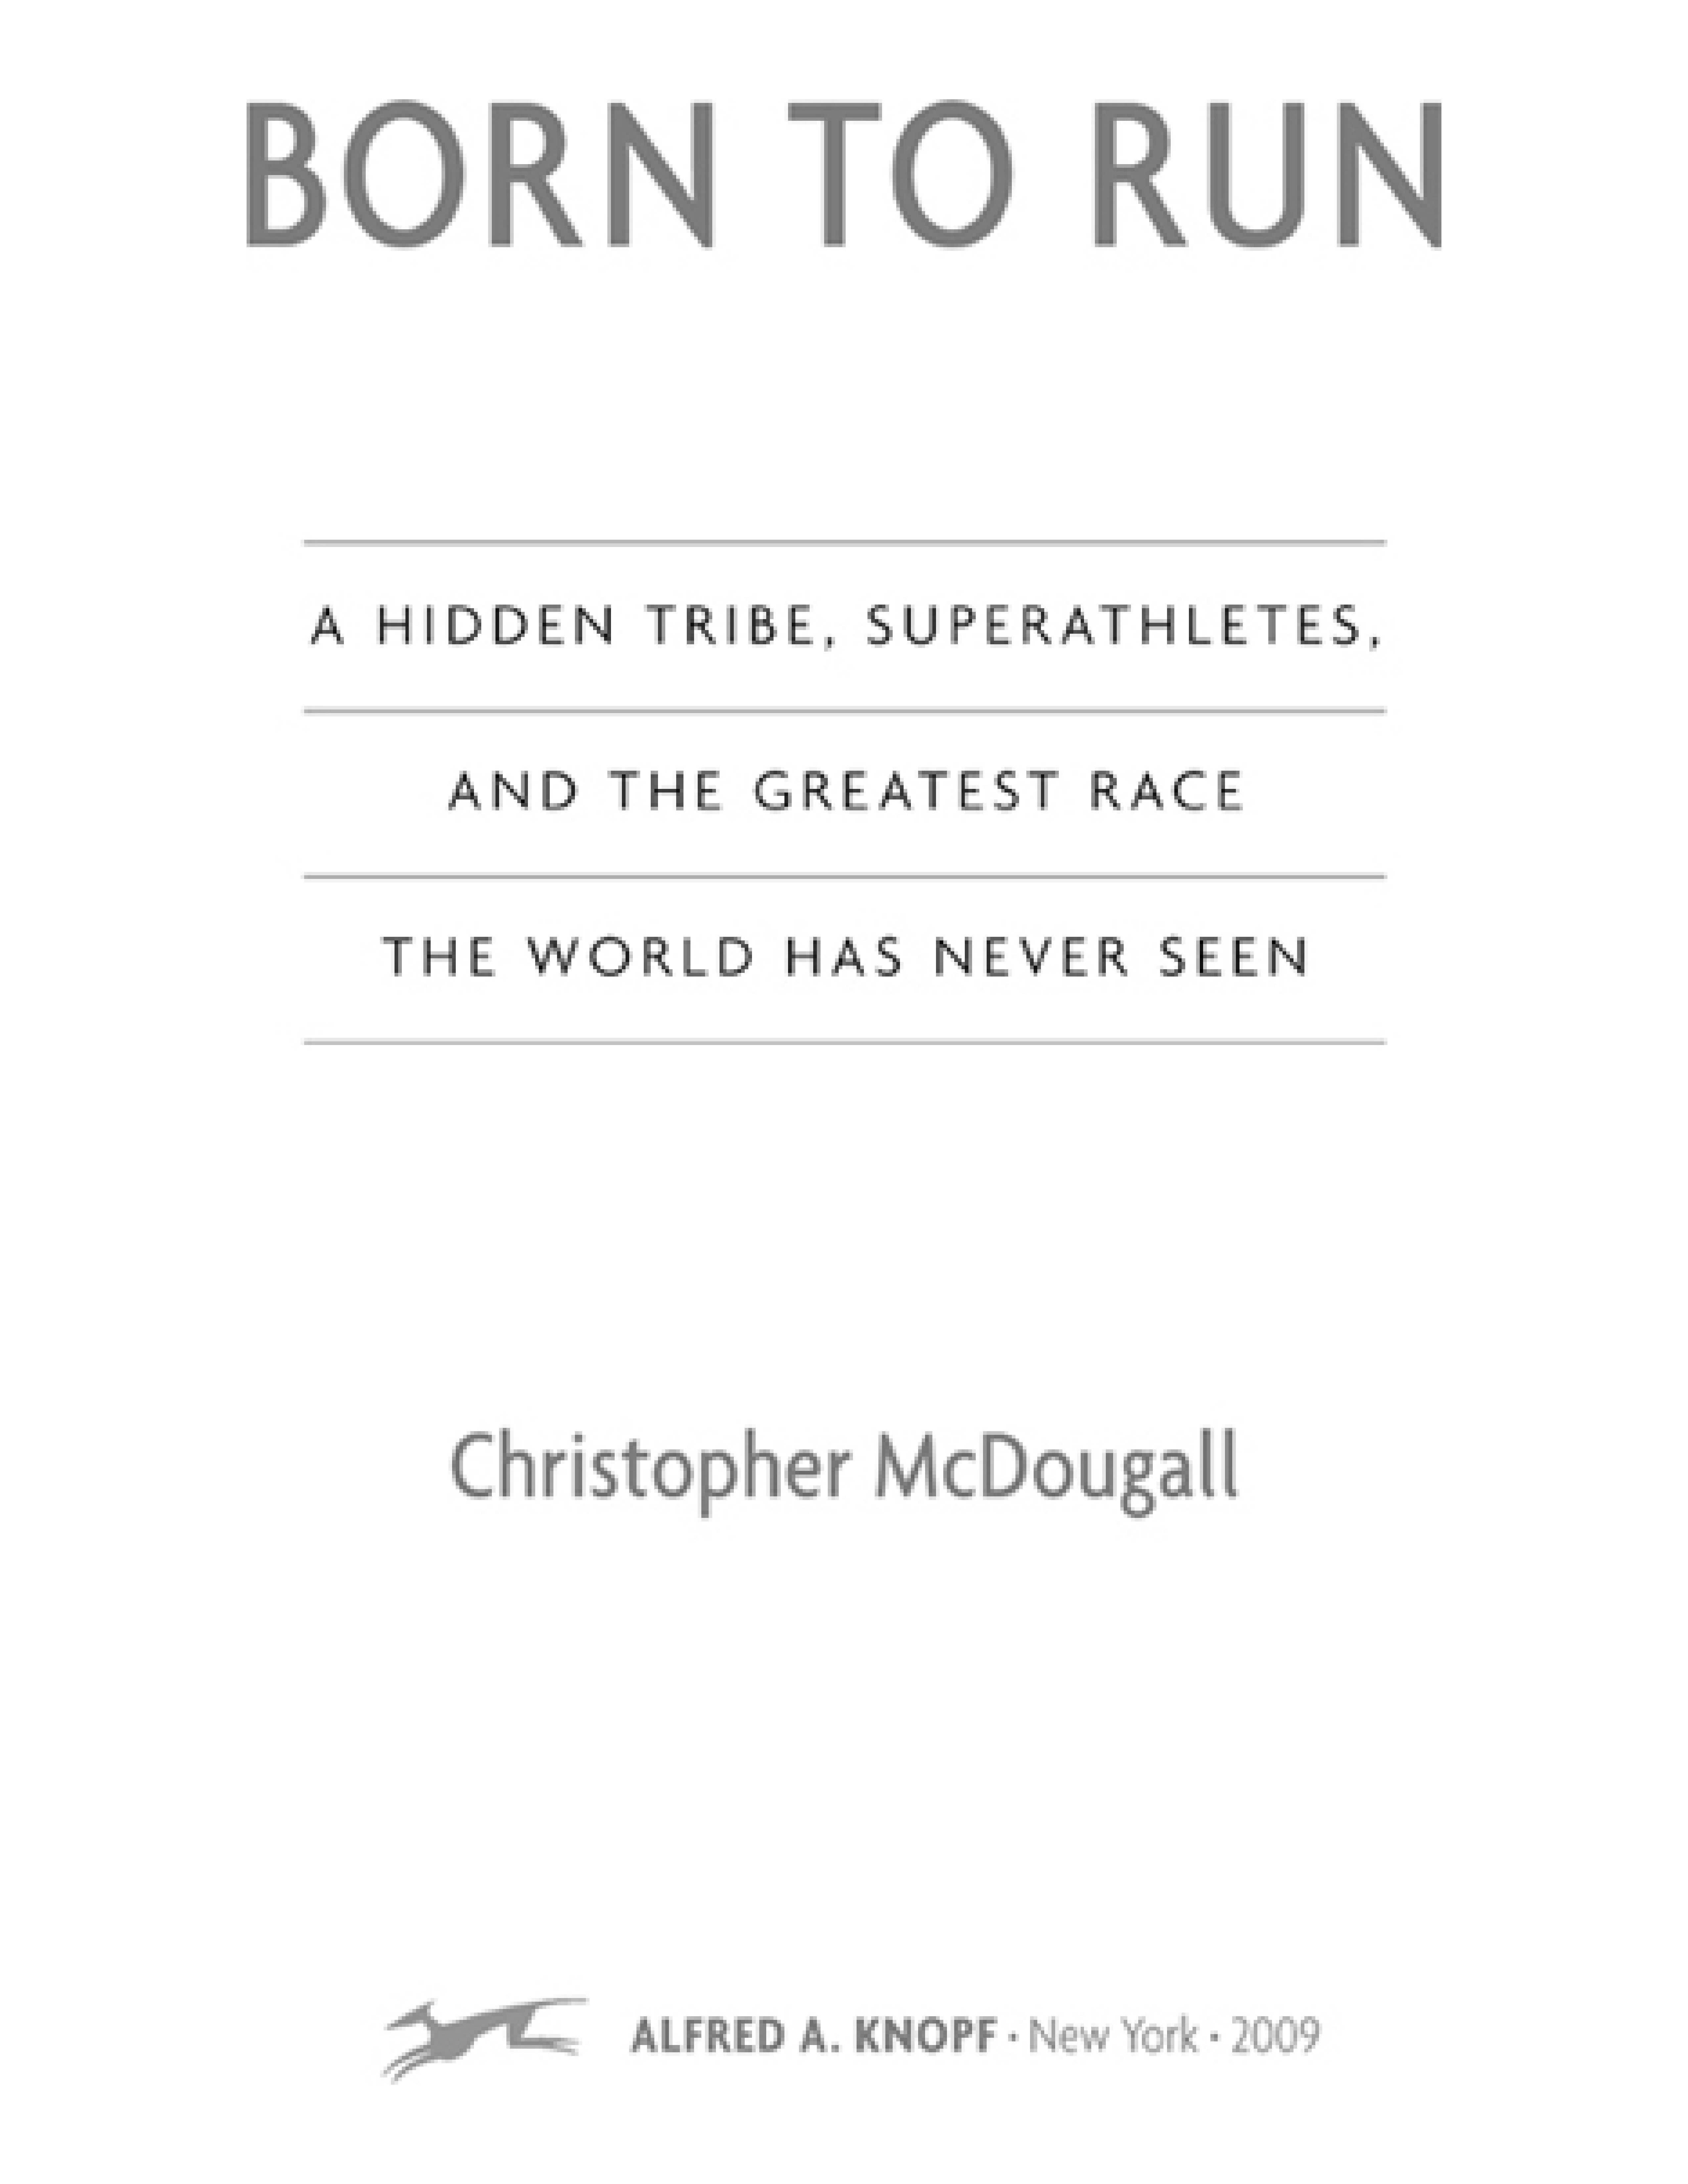 BORN TO RUN
A HIDDEN TRIBE, SUPERATHLETES,
AND THE GREATEST RACE
THE WORLD HAS NEVER SEEN
Christopher McDougall
ALFRED A. KNOPF · New York · 2009